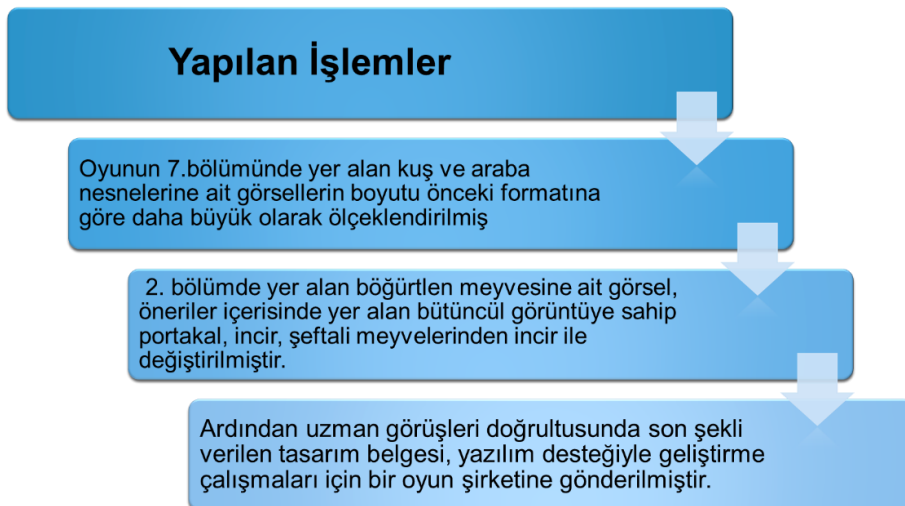 Yapılan İşlemler
Oyunun 7.bölümünde yer alan kuş ve araba
nesnelerine ait görsellerin boyutu önceki formatına
göre daha büyük olarak ölçeklendirilmiş
2. bölümde yer alan böğürtlen meyvesine ait görsel,
öneriler içerisinde yer alan bütüncül görüntüye sahip
portakal, incir, şeftali meyvelerinden incir ile
değiştirilmiştir.
Ardından uzman görüşleri doğrultusunda son şekli
verilen tasarım belgesi, yazılım desteğiyle geliştirme
çalışmaları için bir oyun şirketine gönderilmiştir.